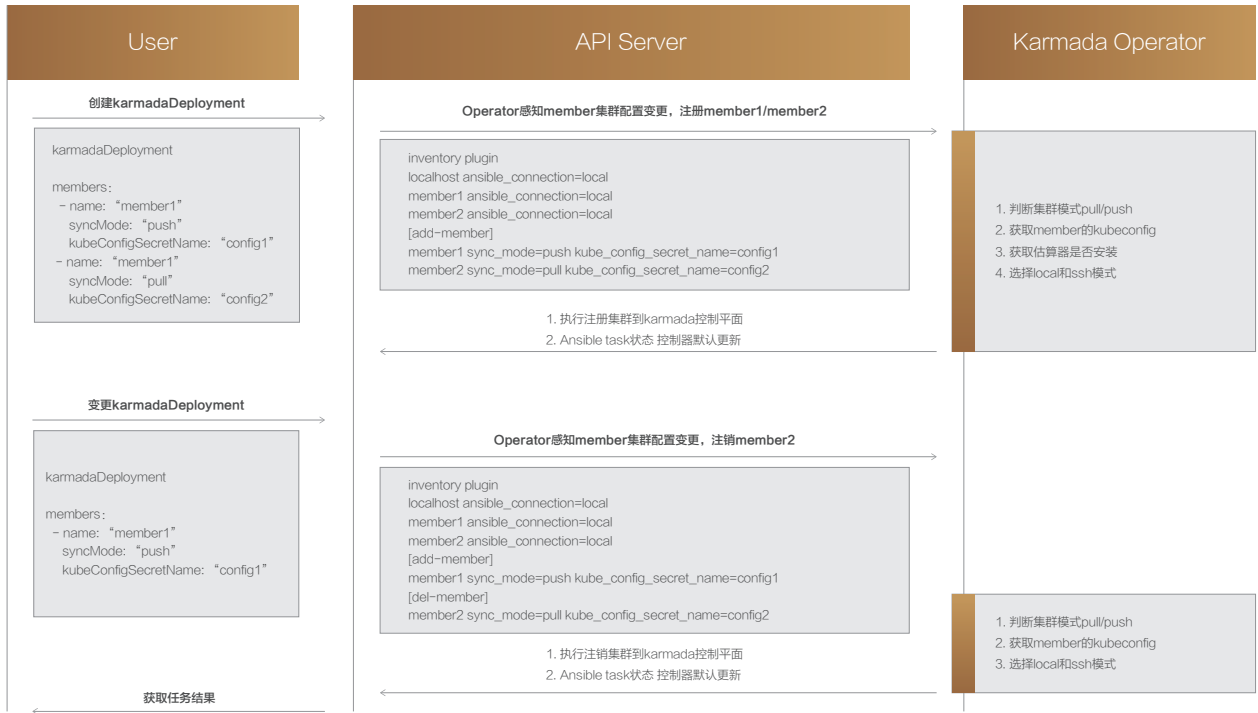 User
API Server
Karmada Operator
创建karmadaDeployment
karmadaDeployment
members:
- name: “member1”
syncMode: “push”
kubeConfigSecretName: “config1”
- name: “member1”
syncMode: “pull”
kubeConfigSecretName: “config2”
Operator感知member集群配置变更，注册member1/member2
inventory plugin
localhost ansible_connection=local
member1 ansible_connection=local
member2 ansible_connection=local
[add-member]
member1 sync_mode=push kube_config_secret_name=config1
member2 sync_mode=pull kube_config_secret_name=config2
1. 判断集群模式pull/push
2. 获取member的kubeconfig
3. 获取估算器是否安装
4. 选择local和ssh模式
1. 执行注册集群到karmada控制平面
2. Ansible task状态 控制器默认更新
变更karmadaDeployment
karmadaDeployment
members:
- name: “member1”
syncMode: “push”
kubeConfigSecretName: “config1”
Operator感知member集群配置变更，注销member2
inventory plugin
localhost ansible_connection=local
member1 ansible_connection=local
member2 ansible_connection=local
[add-member]
member1 sync_mode=push kube_config_secret_name=config1
[del-member]
member2 sync_mode=pull kube_config_secret_name=config2
1. 判断集群模式pull/push
2. 获取member的kubeconfig
3. 选择local和ssh模式
1. 执行注销集群到karmada控制平面
2. Ansible task状态 控制器默认更新
获取任务结果